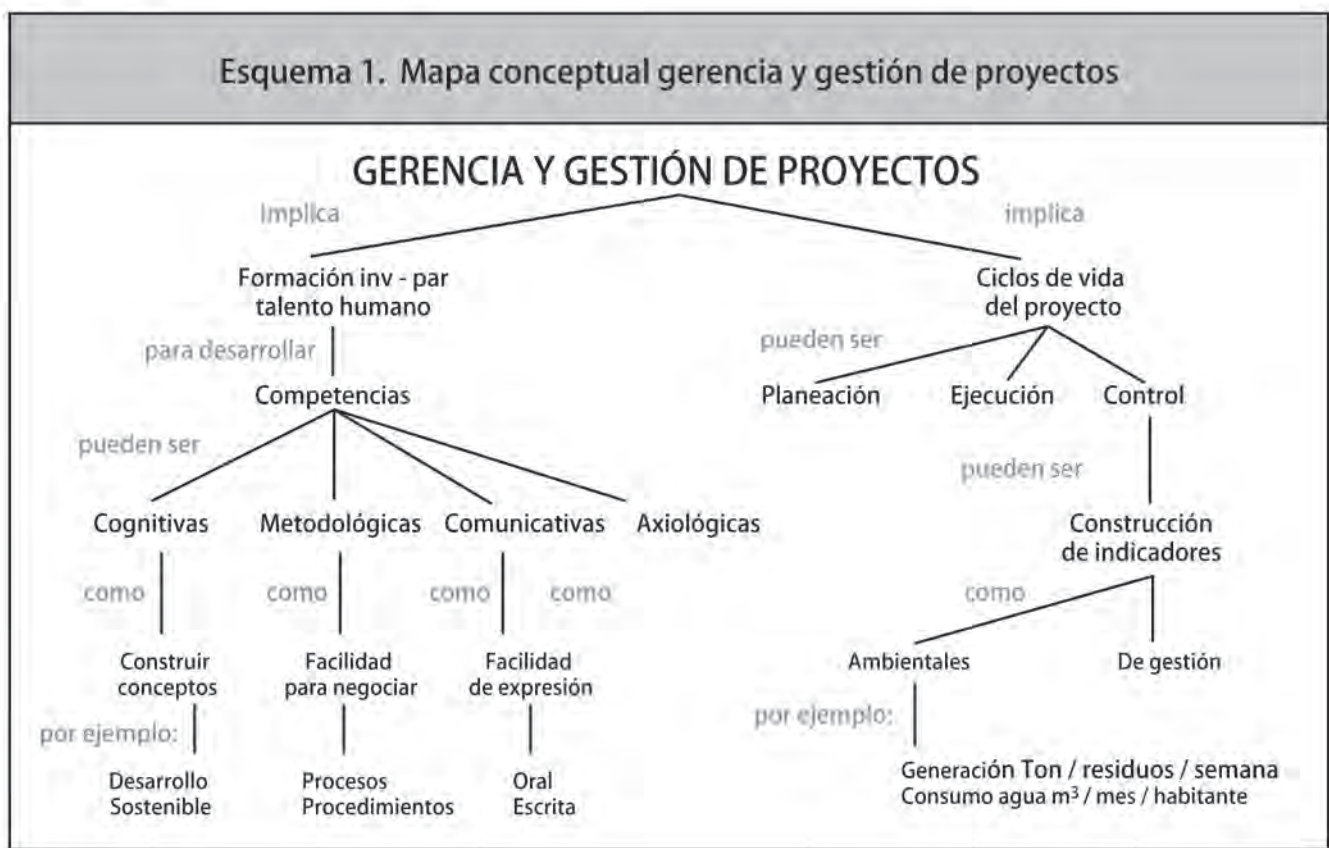 Esquema 1. Mapa conceptual gerencia y gestión de proyectos
GERENCIA Y GESTIÓN DE PROYECTOS
Implica
implica
Formación inv - par
talento humano
Ciclos de vida
del proyecto
para desarrollar
pueden ser
Competencias
Planeación
Ejecución
Control
pueden ser
pueden ser
Cognitivas
Metodológicas
Comunicativas
Axiológicas
Construcción
de indicadores
como
como
como
como
como
Construir
conceptos
Facilidad
para negociar
Facilidad
de expresión
Ambientales
De gestión
por ejemplo:
por ejemplo:
Desarrollo
Sostenible
Procesos
Procedimientos
Oral
Escrita
Generación Ton / residuos / semana
Consumo agua m³ / mes / habitante